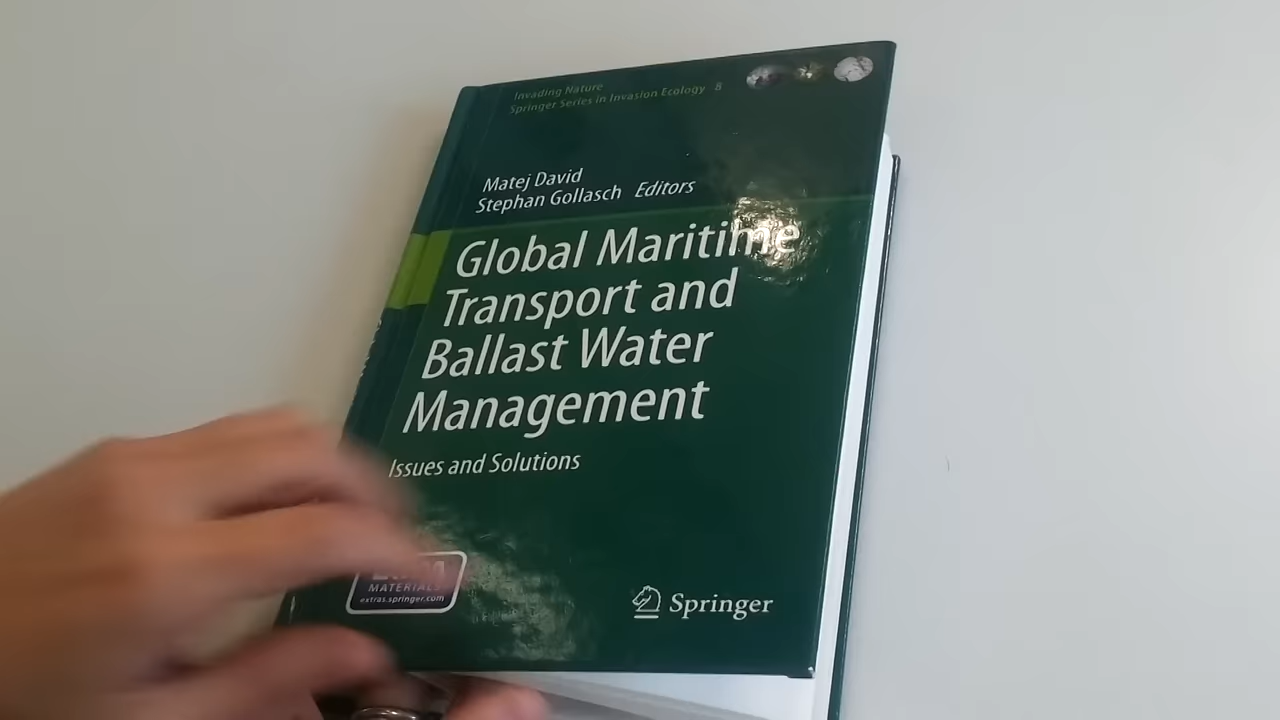 Invading Nature
Springer Series in Invasion Ecology 8
Matej David
Stephan Gollasch Editors
Global Maritime
Transport and
Ballast Water
Management
Issues and Solutions
MATERIALS
extras.springer.com
Springer